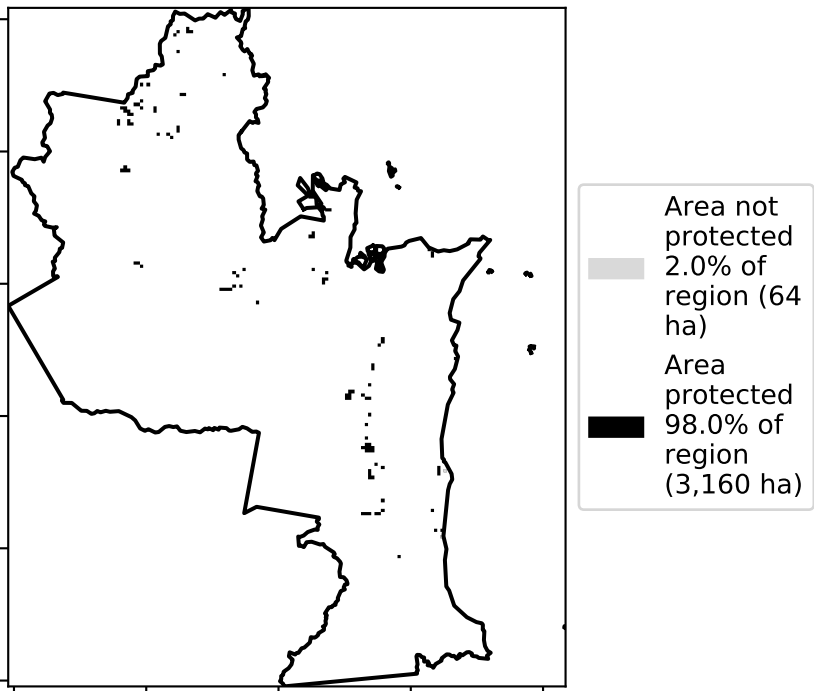 Area not
protected
2.0% of
region (64
ha)
Area
protected
98.0% of
region
(3,160 ha)